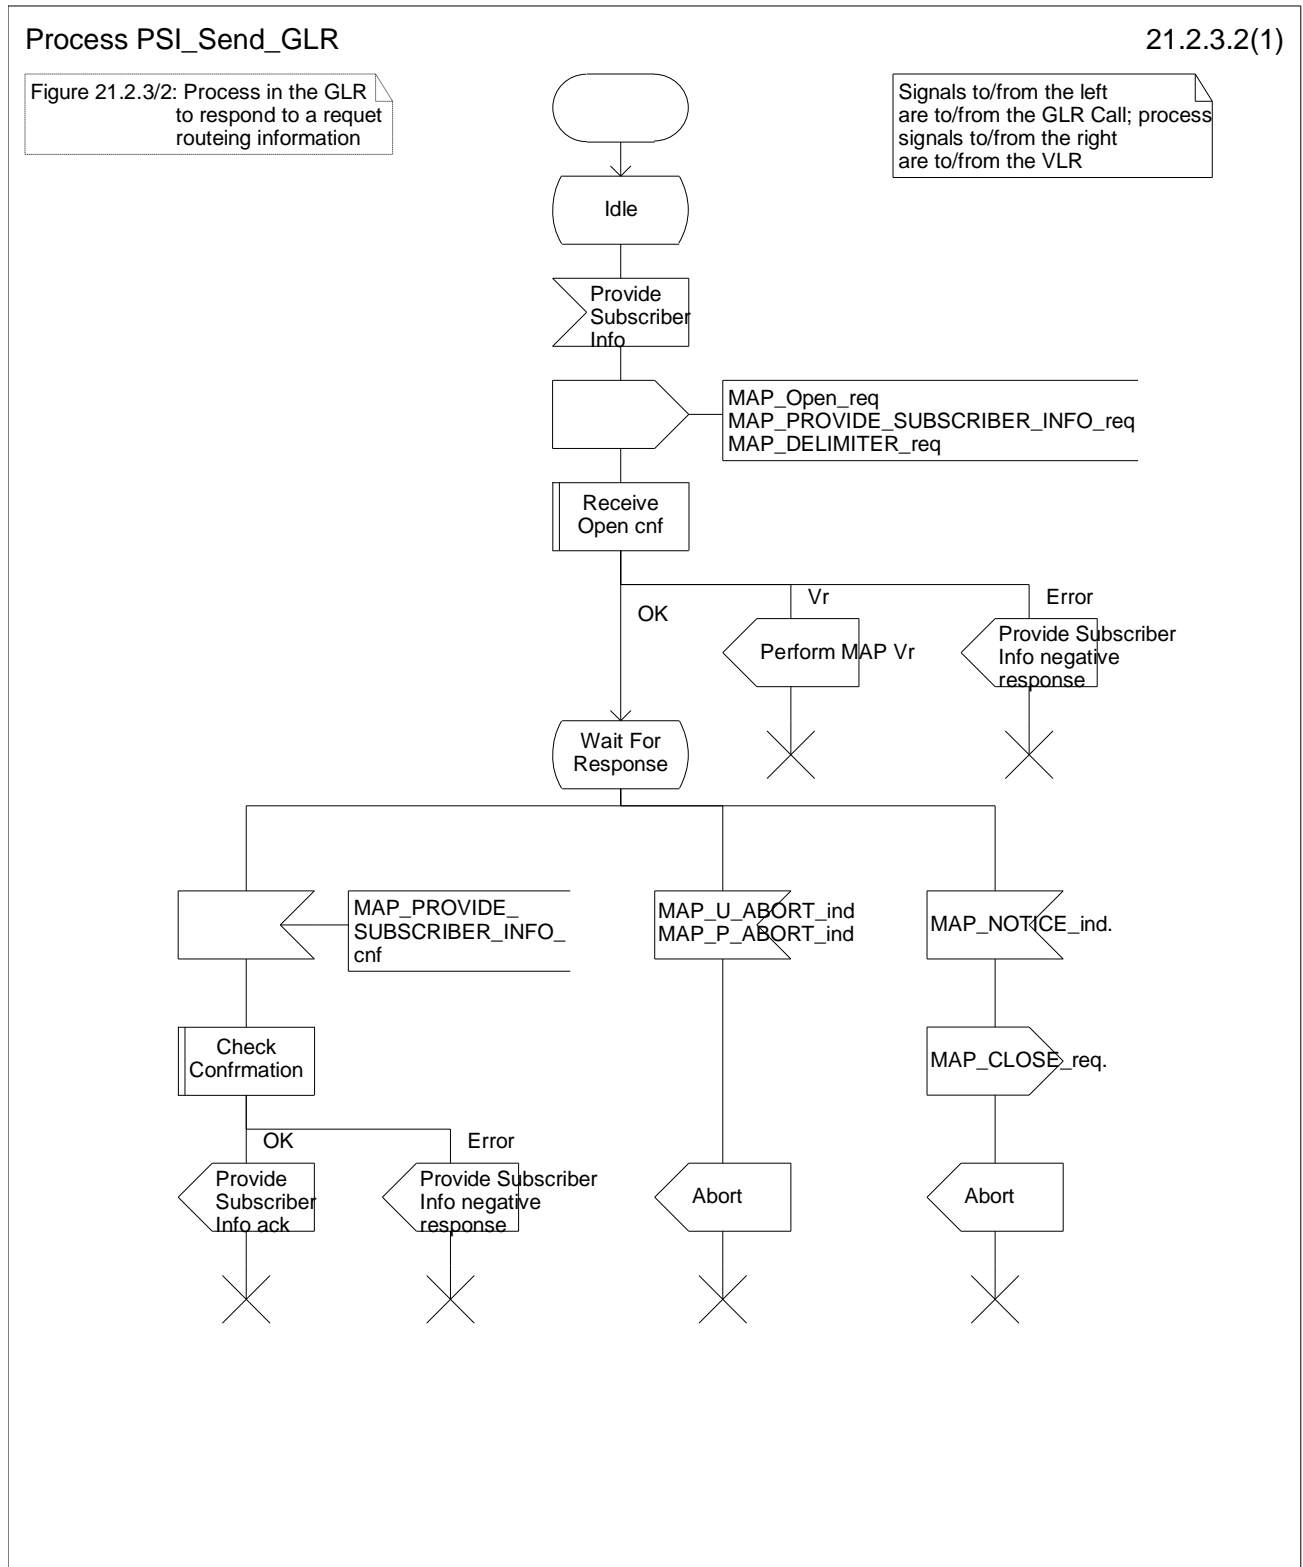 Process PSI_Send_GLR
21.2.3.2(1)
Figure 21.2.3/2: Process in the GLR
to respond to a requet
routeing information
Signals to/from the left
are to/from the GLR Call; process
signals to/from the right
are to/from the VLR
Idle
Provide
Subscriber
Info
MAP_Open_req
MAP_PROVIDE_SUBSCRIBER_INFO_req
MAP_DELIMITER_req
Receive
Open cnf
OK
Vr
Error
Perform MAP Vr
Provide Subscriber
Info negative
response
Wait For
Response
MAP_PROVIDE_
SUBSCRIBER_INFO_
cnf
MAP_U_ABORT_ind
MAP_P_ABORT_ind
MAP_NOTICE_ind.
Check
Confrmation
MAP_CLOSE_req.
OK
Error
Provide
Subscriber
Info ack
Provide Subscriber
Info negative
response
Abort
Abort